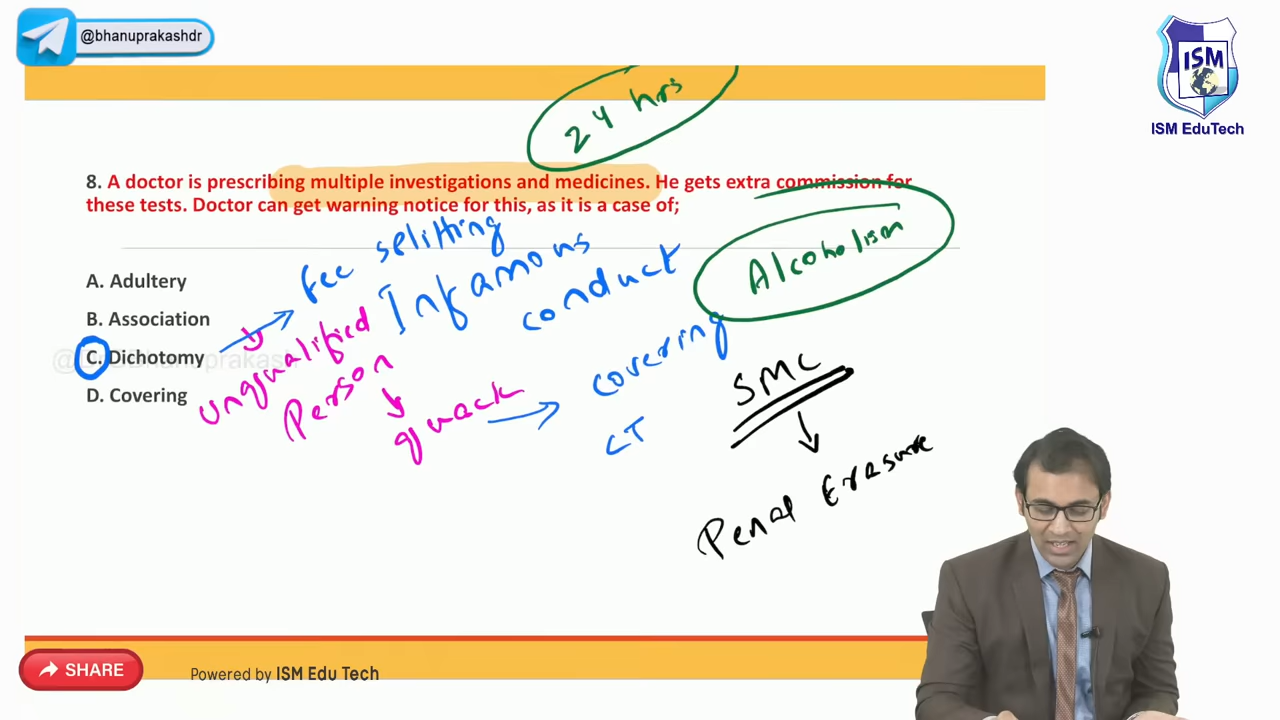 @bhanuprakashdr
ISM
ISM EduTech
24 hrs
8. A doctor is prescribing multiple investigations and medicines. He gets extra commission for
these tests. Doctor can get warning notice for this, as it is a case of;
A. Adultery
B. Association
C. Dichotomy
D. Covering
fee selitting
Infamous
conduct
Alcoholism
unqualified
Person
quack
covering
CT
SMC
Penal Erasure
SHARE
Powered by ISM Edu Tech